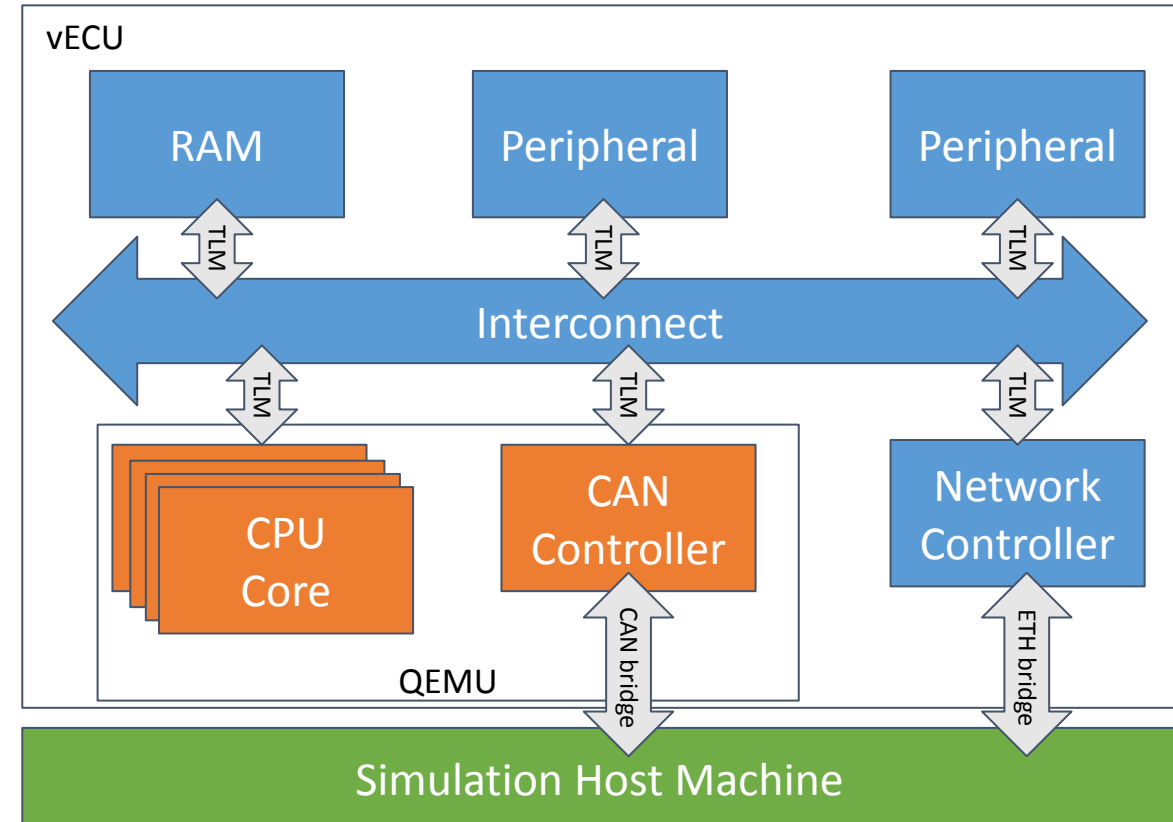 vECU
RAM
Peripheral
Peripheral
TLM
TLM
TLM
Interconnect
TLM
TLM
TLM
CPU
Core
CAN
Controller
Network
Controller
QEMU
CAN bridge
ETH bridge
Simulation Host Machine